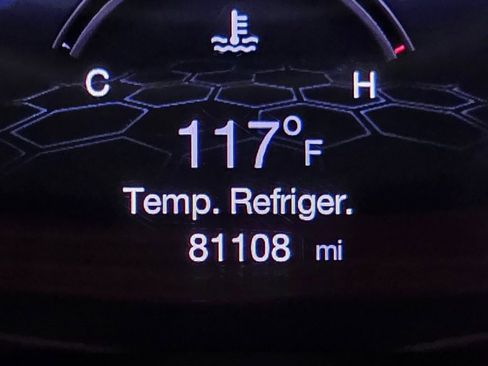 C H
117°F
Temp. Refriger.
81108 mi